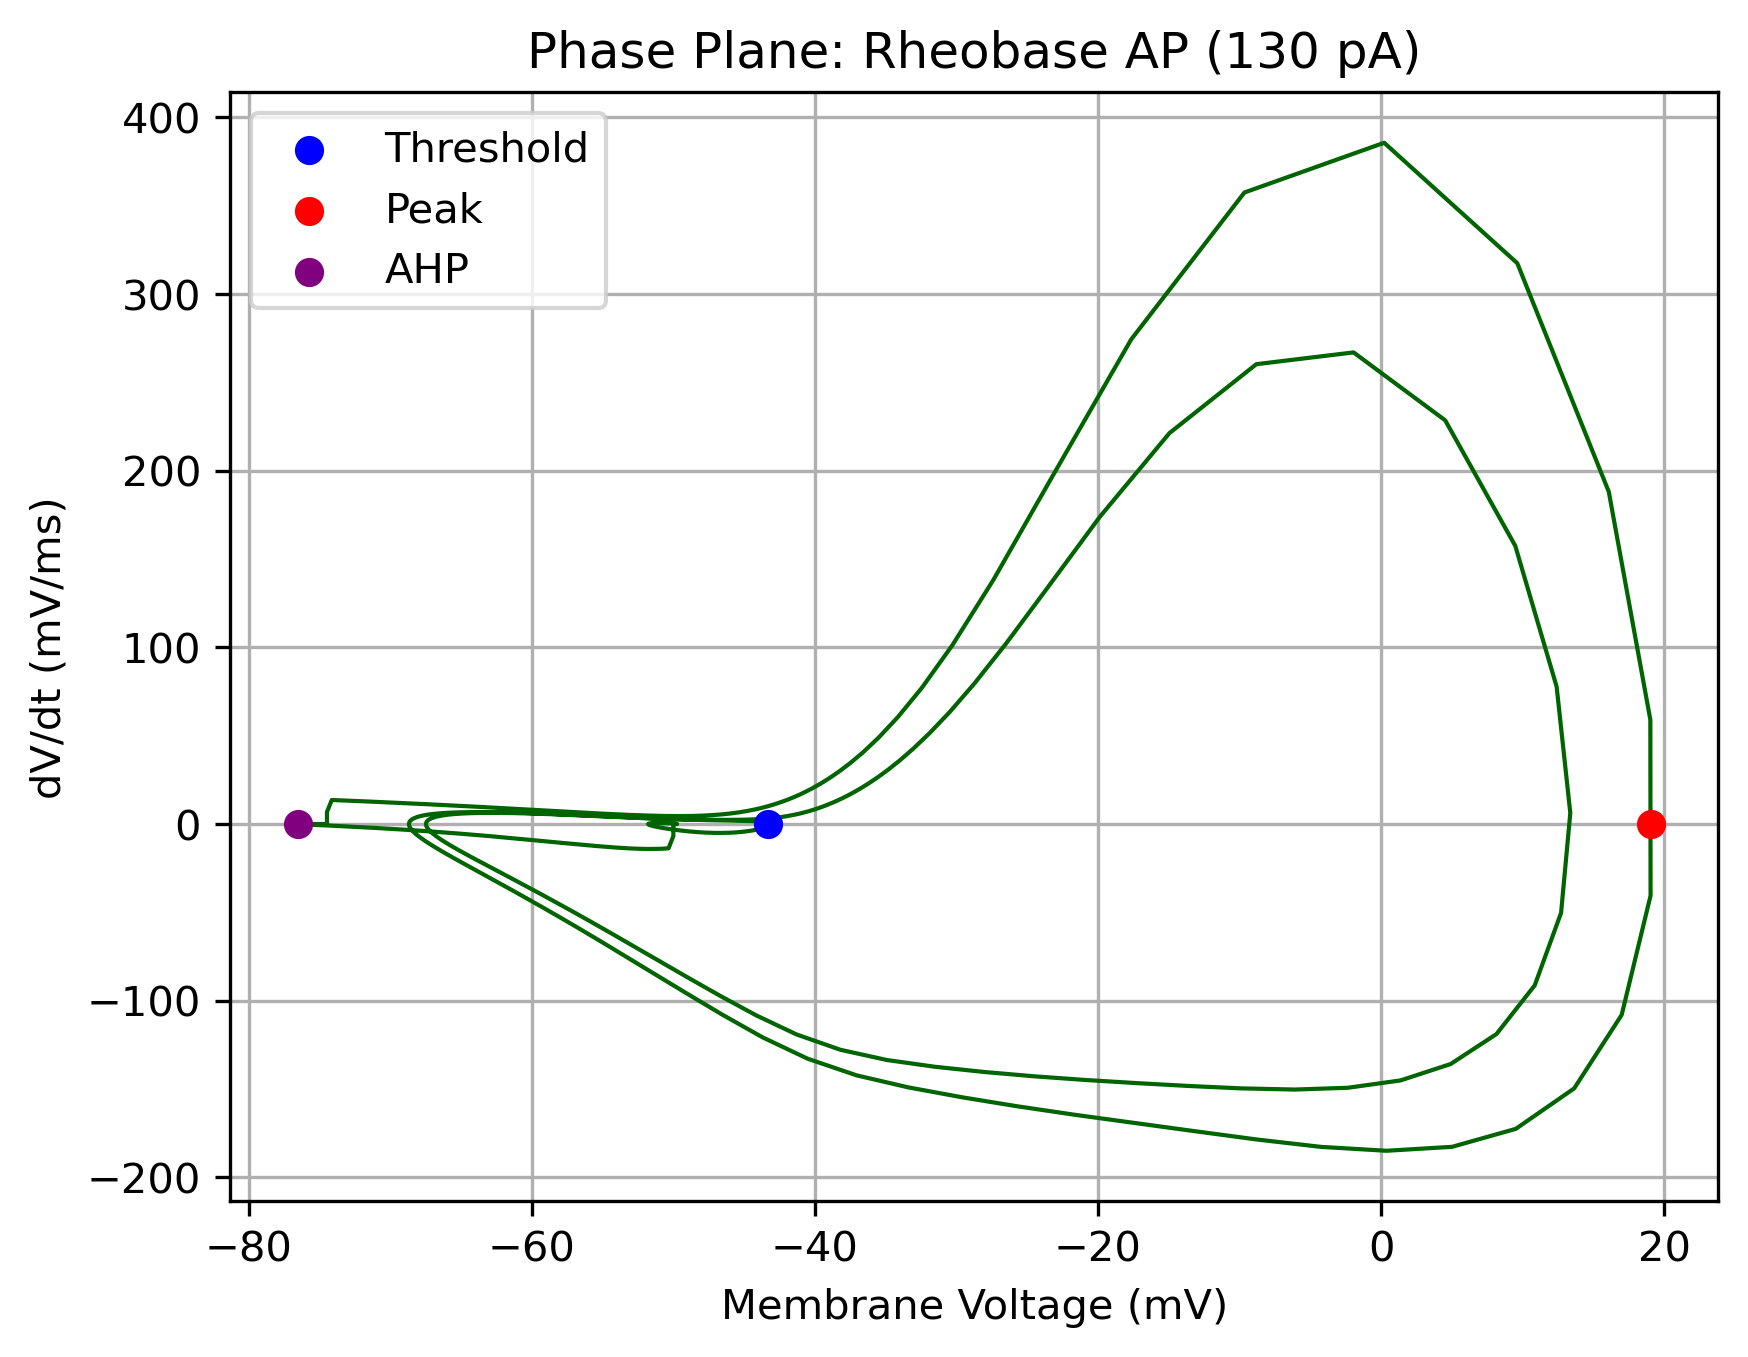 Phase Plane: Rheobase AP (130 pA)
400
300
200
100
0
−100
−200
dV/dt (mV/ms)
Threshold
Peak
AHP
−80
−60
−40
−20
0
20
Membrane Voltage (mV)